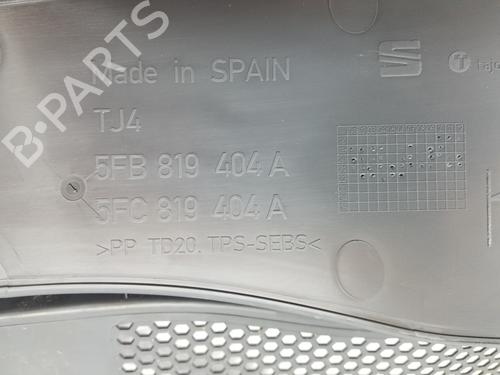 Made in SPAIN
TJ4
5FB 819 404 A
5FC 819 404 A
>PP TD20. TPS-SEBS<
B-PARTS